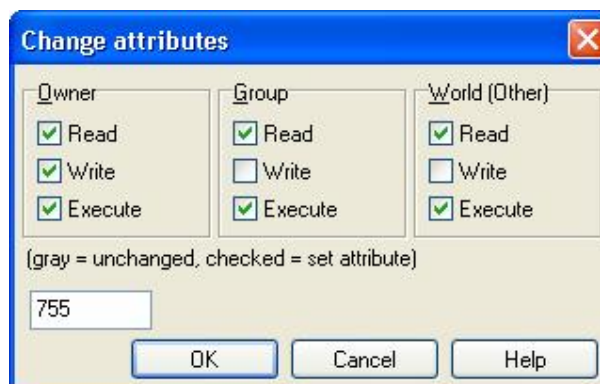 Change attributes
Owner Group World (Other)
Read Read Read
Write Write Write
Execute Execute Execute
(gray = unchanged, checked = set attribute)
755
OK Cancel Help